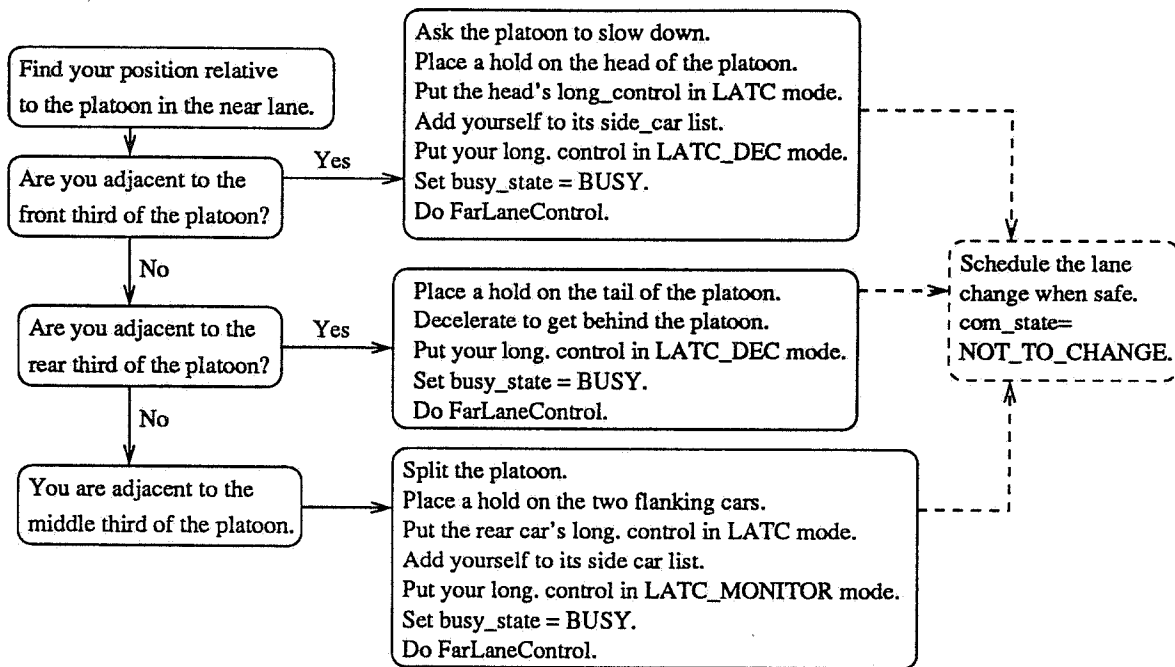 Find your position relative
to the platoon in the near lane.
Are you adjacent to the
front third of the platoon?
Yes
Ask the platoon to slow down.
Place a hold on the head of the platoon.
Put the head's long_control in LATC mode.
Add yourself to its side_car list.
Put your long. control in LATC_DEC mode.
Set busy_state = BUSY.
Do FarLaneControl.
No
Are you adjacent to the
rear third of the platoon?
Yes
Place a hold on the tail of the platoon.
Decelerate to get behind the platoon.
Put your long. control in LATC_DEC mode.
Set busy_state = BUSY.
Do FarLaneControl.
No
You are adjacent to the
middle third of the platoon.
Split the platoon.
Place a hold on the two flanking cars.
Put the rear car's long. control in LATC mode.
Add yourself to its side car list.
Put your long. control in LATC_MONITOR mode.
Set busy_state = BUSY.
Do FarLaneControl.
Schedule the lane
change when safe.
com_state=
NOT_TO_CHANGE.